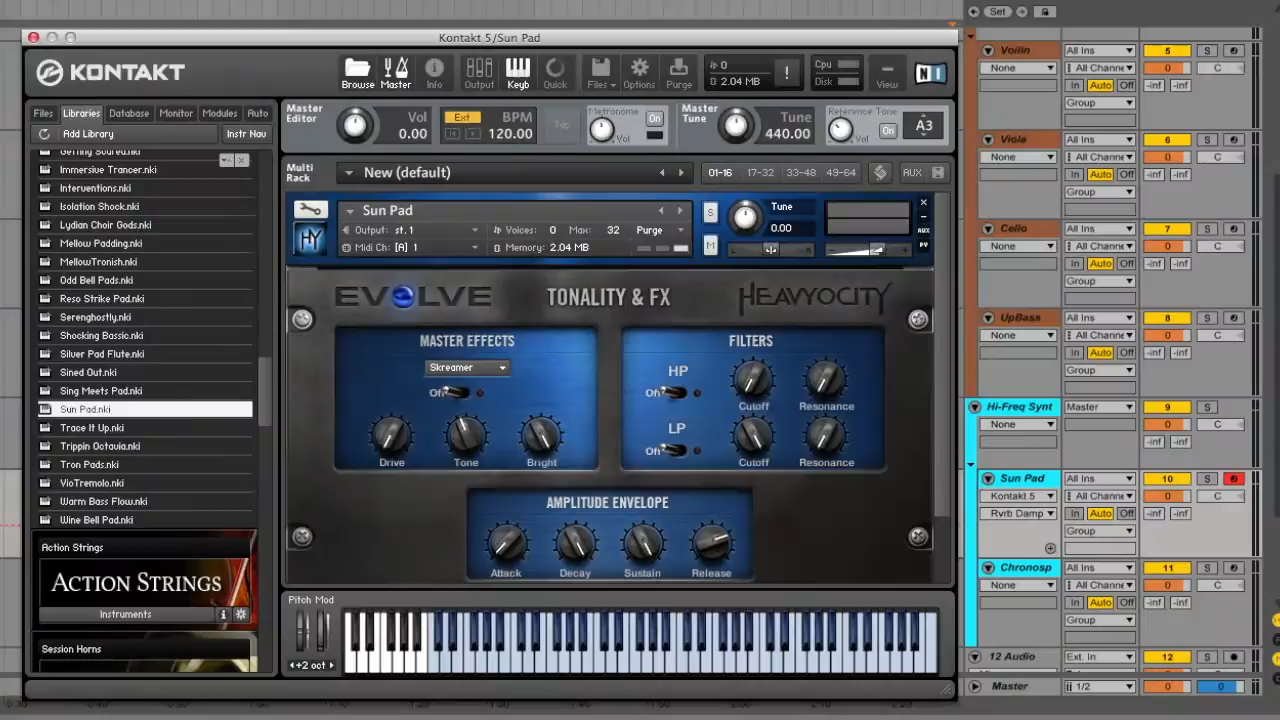 Kontakt 5/Sun Pad
KONTAKT
Browse Master Info Output Keyb Quick Files Options Purge
0
2.04 MB
!
Cpu
Disk
View
NI
Files Libraries Database Monitor Modules Auto
Add Library Instr Nav
Getting Scared.nki
Immersive Trancer.nki
Interventions.nki
Isolation Shock.nki
Lydian Choir Gods.nki
Mellow Padding.nki
MellowTronish.nki
Odd Bell Pads.nki
Reso Strike Pad.nki
Serenghostly.nki
Shocking Bassic.nki
Silver Pad Flute.nki
Sined Out.nki
Sing Meets Pad.nki
Sun Pad.nki
Trace It Up.nki
Trippin Octavia.nki
Tron Pads.nki
VioTremolo.nki
Warm Bass Flow.nki
Wine Bell Pad.nki
Action Strings
ACTION STRINGS
Instruments
Session Horns
Master Editor
Vol 0.00
Ext BPM 120.00
Tap
Metronome On
Vol
Master Tune
Tune 440.00
Reference Tone
Vol On
A3
Multi Rack
New (default)
01-16 17-32 33-48 49-64 AUX
HY
Sun Pad
Output: st.1 Voices: 0 Max: 32 Purge
Midi Ch: [A] 1 Memory: 2.04 MB
S
M
Tune
0.00
AUX
PV
EVOLVE TONALITY & FX HEAVYOCITY
MASTER EFFECTS
Skreamer
Off
Drive Tone Bright
FILTERS
HP
Off
Cutoff Resonance
LP
Off
Cutoff Resonance
AMPLITUDE ENVELOPE
Attack Decay Sustain Release
Pitch Mod
+2 oct
Set
Voilin All Ins 5 S
None All Channe 0 C
In Auto Off -inf -inf
Group
Viola All Ins 6 S
None All Channe 0 C
In Auto Off -inf -inf
Group
Cello All Ins 7 S
None All Channe 0 C
In Auto Off -inf -inf
Group
UpBass All Ins 8 S
None All Channe 0 C
In Auto Off -inf -inf
Group
Hi-Freq Synt Master 9 S
None 0 C
-inf -inf
Sun Pad All Ins 10 S
Kontakt 5 All Channe 0 C
Rvrb Damp In Auto Off -inf -inf
Group
Chronosp All Ins 11 S
None All Channe 0 C
In Auto Off -inf -inf
Group
12 Audio Ext. In 12 S
Master 1/2 0 0